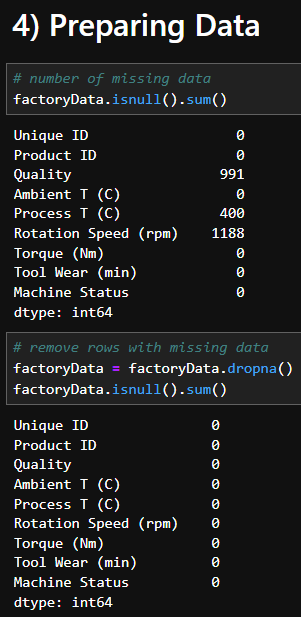 4) Preparing Data
# number of missing data
factoryData.isnull().sum()
Unique ID 0
Product ID 0
Quality 991
Ambient T (C) 0
Process T (C) 400
Rotation Speed (rpm) 1188
Torque (Nm) 0
Tool Wear (min) 0
Machine Status 0
dtype: int64
# remove rows with missing data
factoryData = factoryData.dropna()
factoryData.isnull().sum()
Unique ID 0
Product ID 0
Quality 0
Ambient T (C) 0
Process T (C) 0
Rotation Speed (rpm) 0
Torque (Nm) 0
Tool Wear (min) 0
Machine Status 0
dtype: int64